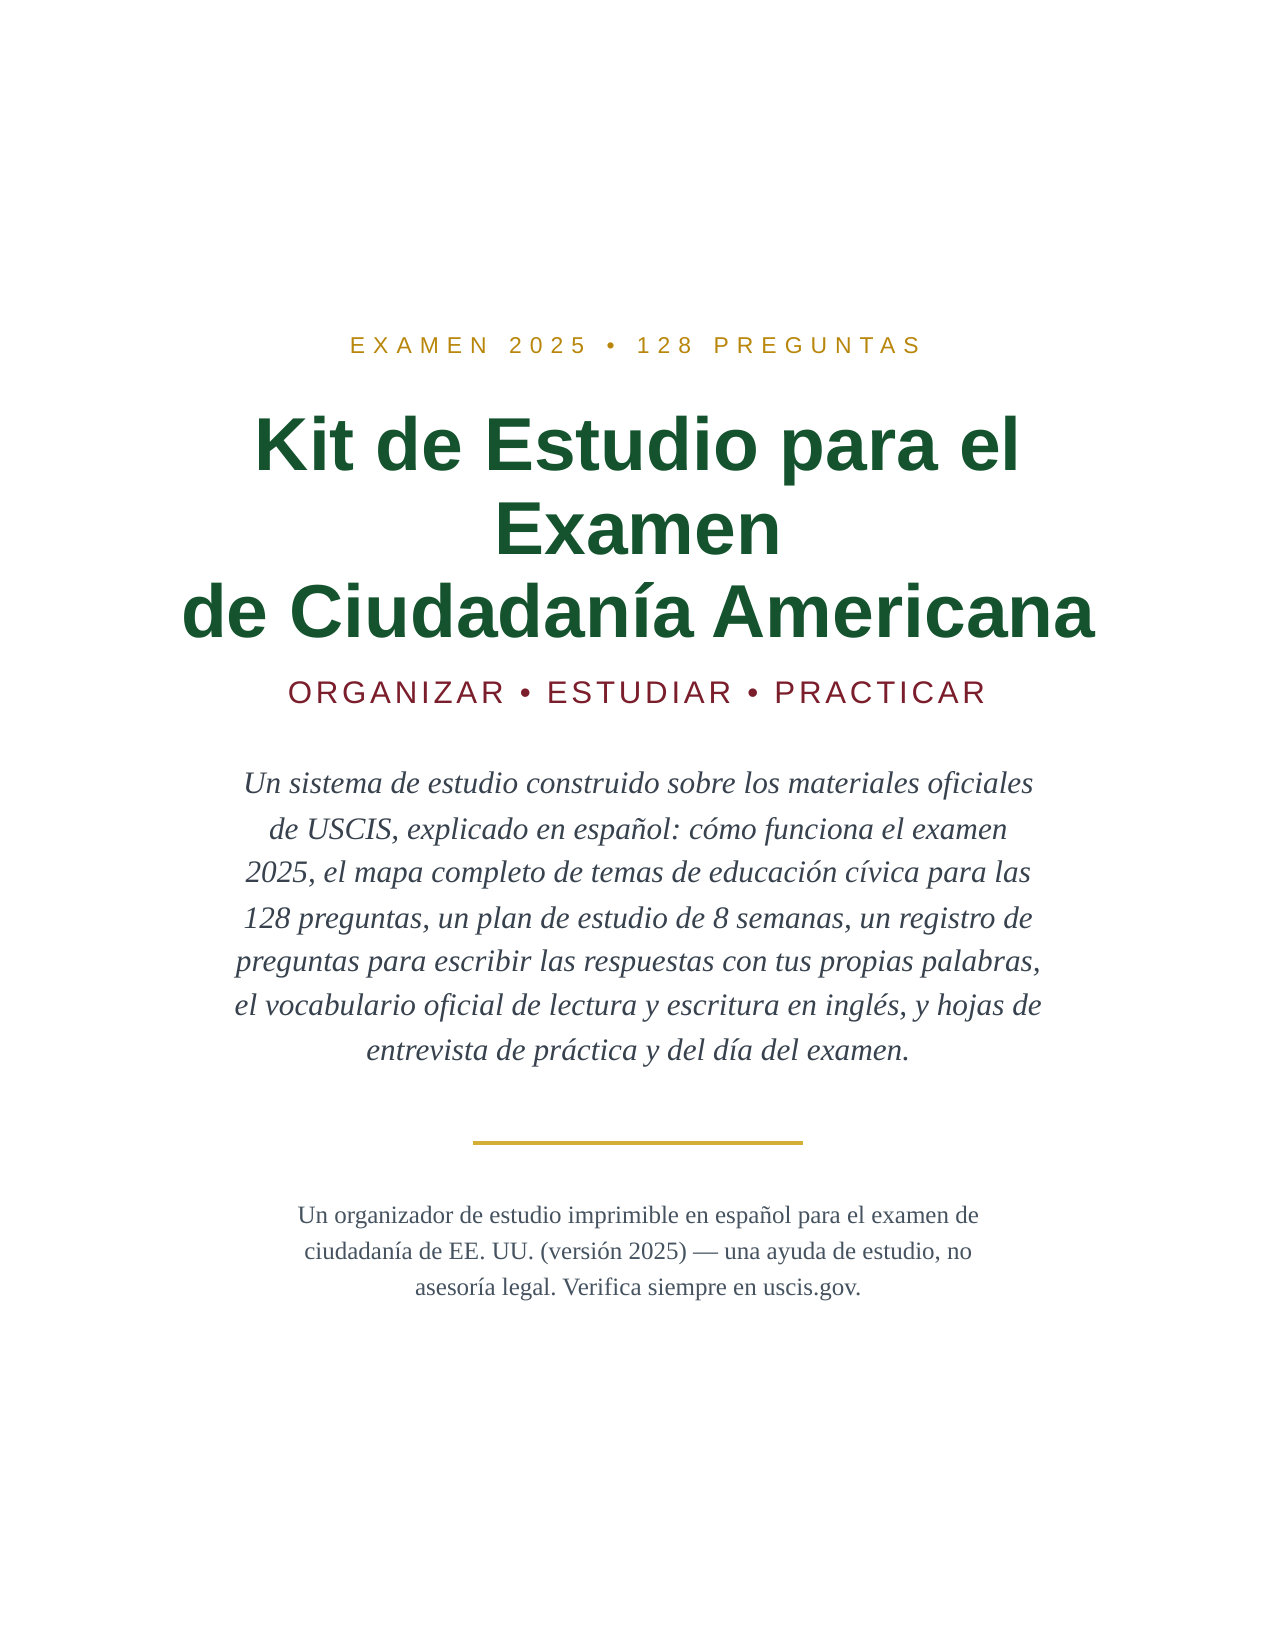 EXAMEN 2025 • 128 PREGUNTAS
Kit de Estudio para el
Examen
de Ciudadanía Americana
ORGANIZAR • ESTUDIAR • PRACTICAR
Un sistema de estudio construido sobre los materiales oficiales
de USCIS, explicado en español: cómo funciona el examen
2025, el mapa completo de temas de educación cívica para las
128 preguntas, un plan de estudio de 8 semanas, un registro de
preguntas para escribir las respuestas con tus propias palabras,
el vocabulario oficial de lectura y escritura en inglés, y hojas de
entrevista de práctica y del día del examen.
Un organizador de estudio imprimible en español para el examen de
ciudadanía de EE. UU. (versión 2025) — una ayuda de estudio, no
asesoría legal. Verifica siempre en uscis.gov.